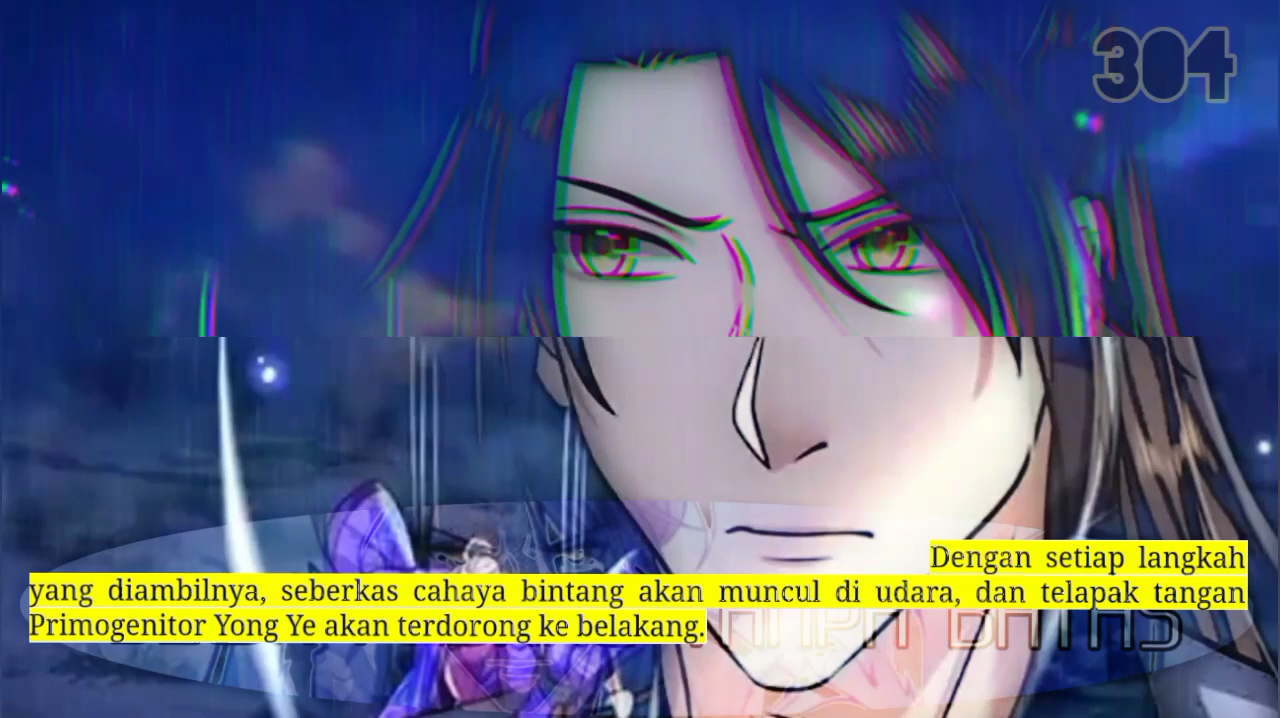 304
Dengan setiap langkah
yang diambilnya, seberkas cahaya bintang akan muncul di udara, dan telapak tangan
Primogenitor Yong Ye akan terdorong ke belakang.
BATAS